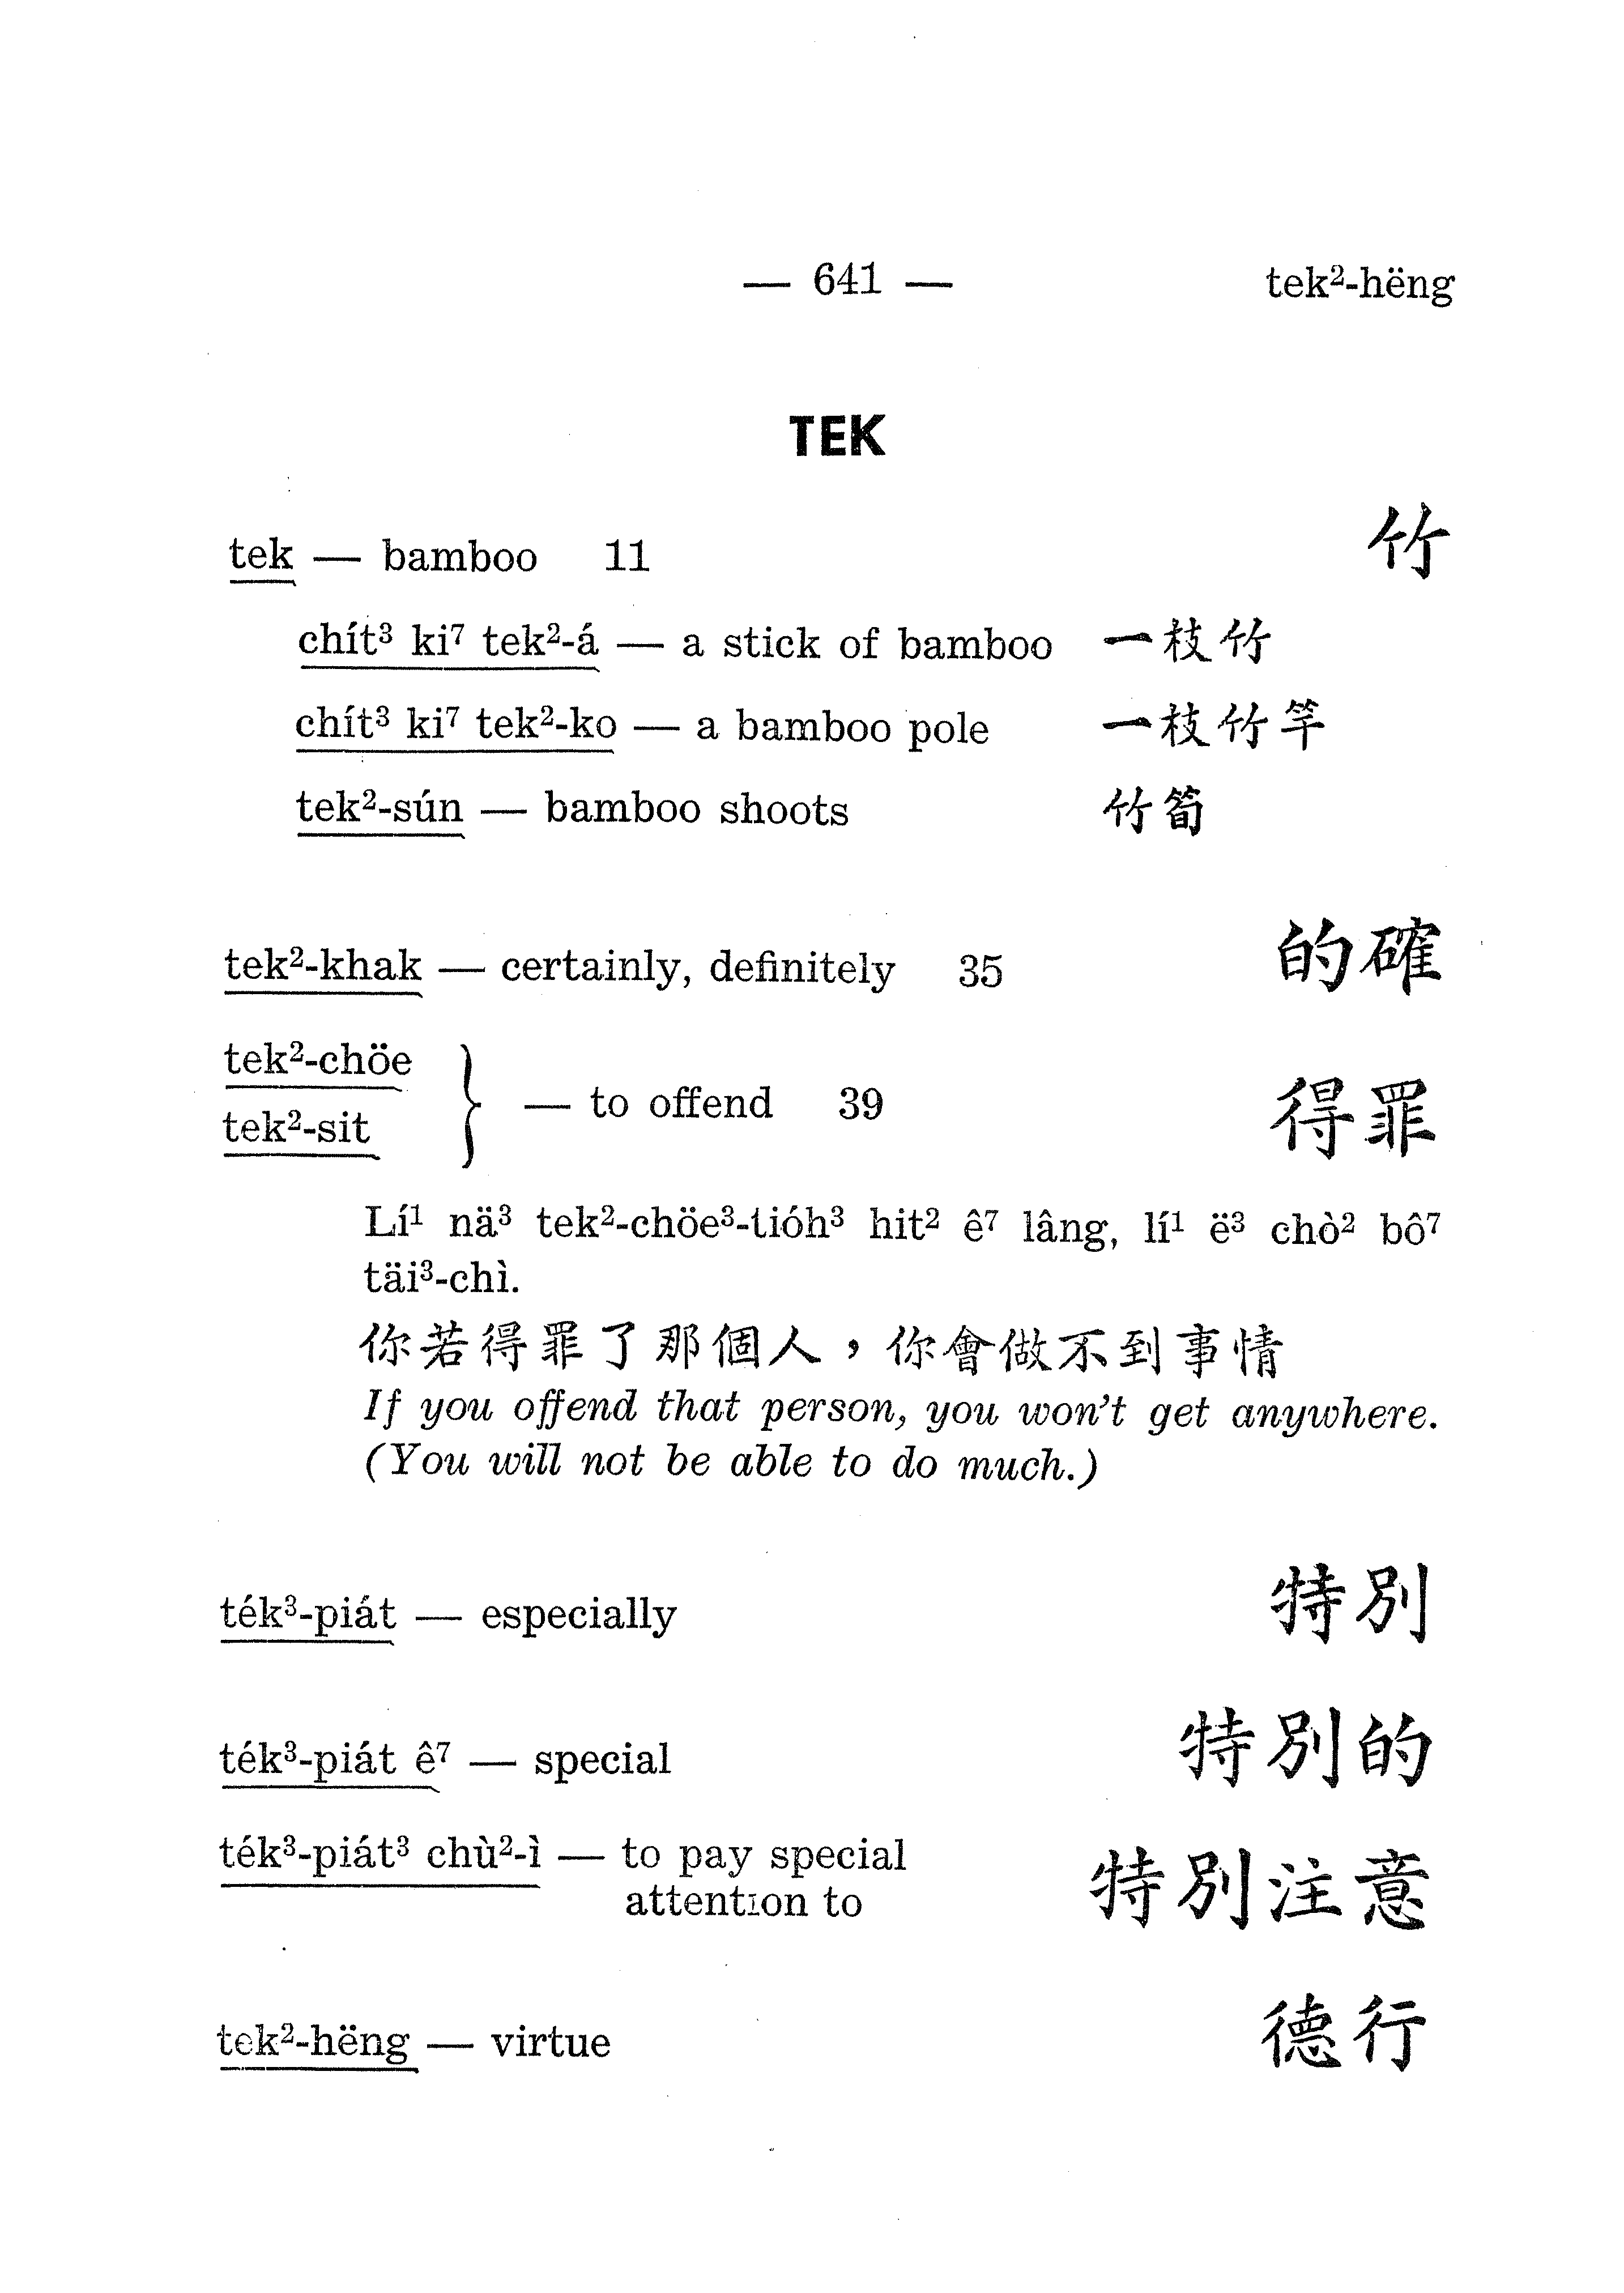 — 641 —
tek²-hëng
TEK
tek — bamboo 11 竹
chít³ ki⁷ tek²-á — a stick of bamboo 一枝竹
chít³ ki⁷ tek²-ko — a bamboo pole 一枝竹竿
tek²-sún — bamboo shoots 竹筍
tek²-khak — certainly, definitely 35 的確
tek²-chöe
tek²-sit
} — to offend 39 得罪
Lí¹ nä³ tek²-chöe³-tióh³ hit² ê⁷ lâng, lí¹ ë³ chò² bô⁷
täi³-chì.
你若得罪了那個人，你會做不到事情
If you offend that person, you won't get anywhere.
(You will not be able to do much.)
ték³-piát — especially 特別
ték³-piát ê⁷ — special 特別的
ték³-piát³ chù²-ì — to pay special 特別注意
attention to
tek²-hëng — virtue 德行